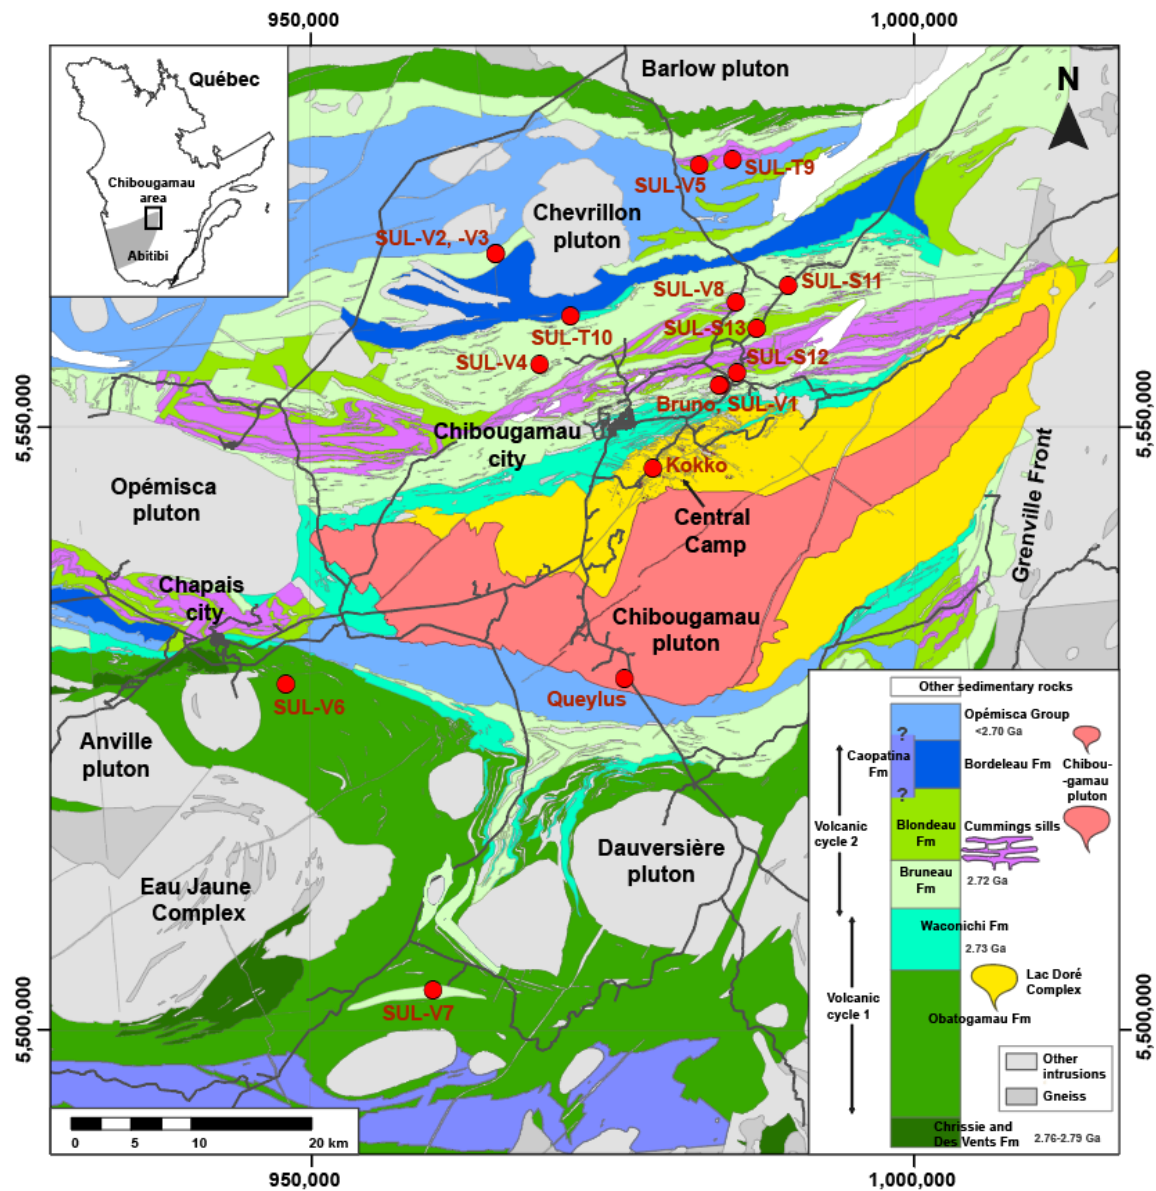 950,000
1,000,000
Québec
Chibougamau
area
Abitibi
Barlow pluton
N
SUL-T9
SUL-V5
Chevrillon
pluton
SUL-V2, -V3
SUL-V8
SUL-S11
SUL-T10
SUL-S13
SUL-V4
SUL-S12
Bruno, SUL-V1
5,550,000
5,550,000
Chibougamau
city
Kokko
Opémisca
pluton
Central
Camp
Grenville Front
Chapais
city
Chibougamau
pluton
Queylus
SUL-V6
Anville
pluton
Dauversière
pluton
Eau Jaune
Complex
SUL-V7
5,500,000
5,500,000
Other sedimentary rocks
Opémisca Group
<2.70 Ga
?
Caopatina
Fm
Bordeleau Fm
Chibou-
-gamau
pluton
?
Volcanic
cycle 2
Blondeau
Fm
Cummings sills
Bruneau
Fm
2.72 Ga
Waconichi Fm
2.73 Ga
Lac Doré
Complex
Volcanic
cycle 1
Obatogamau Fm
Other
intrusions
Gneiss
Chrissie and
Des Vents Fm
2.76-2.79 Ga
0 5 10 20 km
950,000
1,000,000